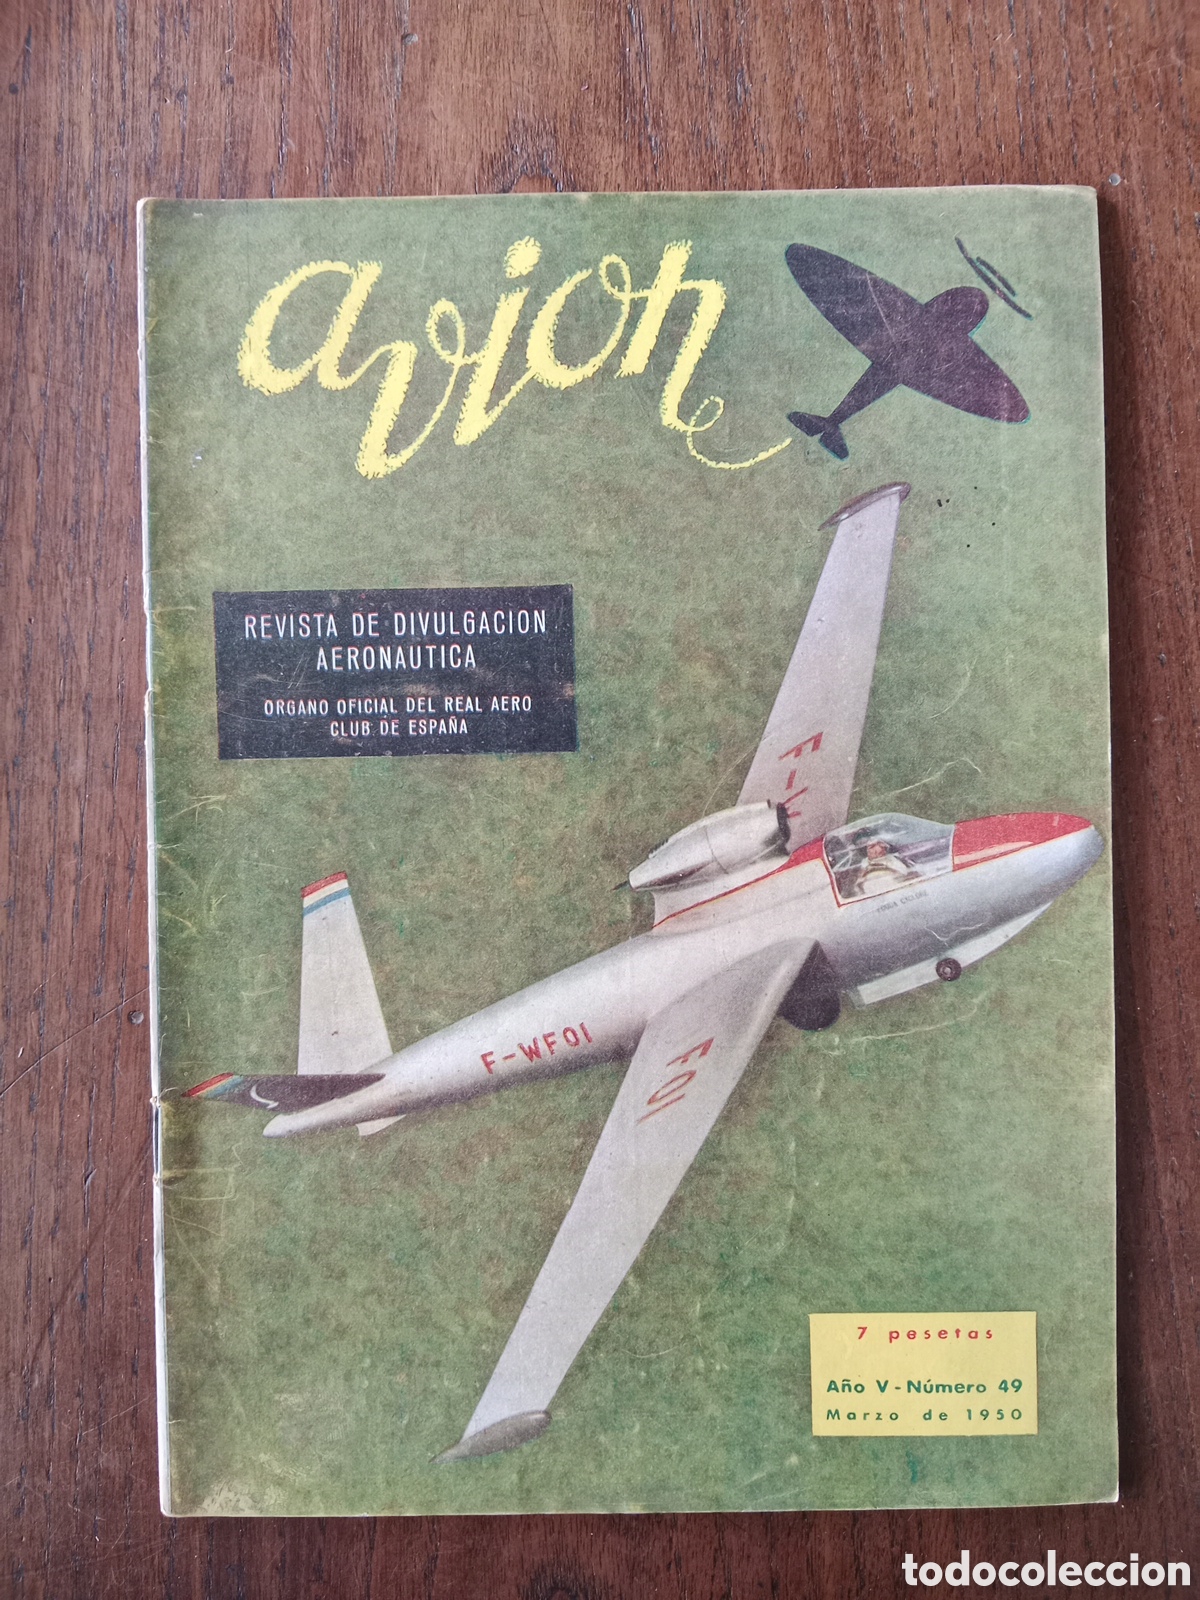 avion
REVISTA DE DIVULGACION
AERONAUTICA
ORGANO OFICIAL DEL REAL AERO
CLUB DE ESPAÑA
F-W
F-WFOI
FOI
7 pesetas
Año V - Número 49
Marzo de 1950
todocoleccion